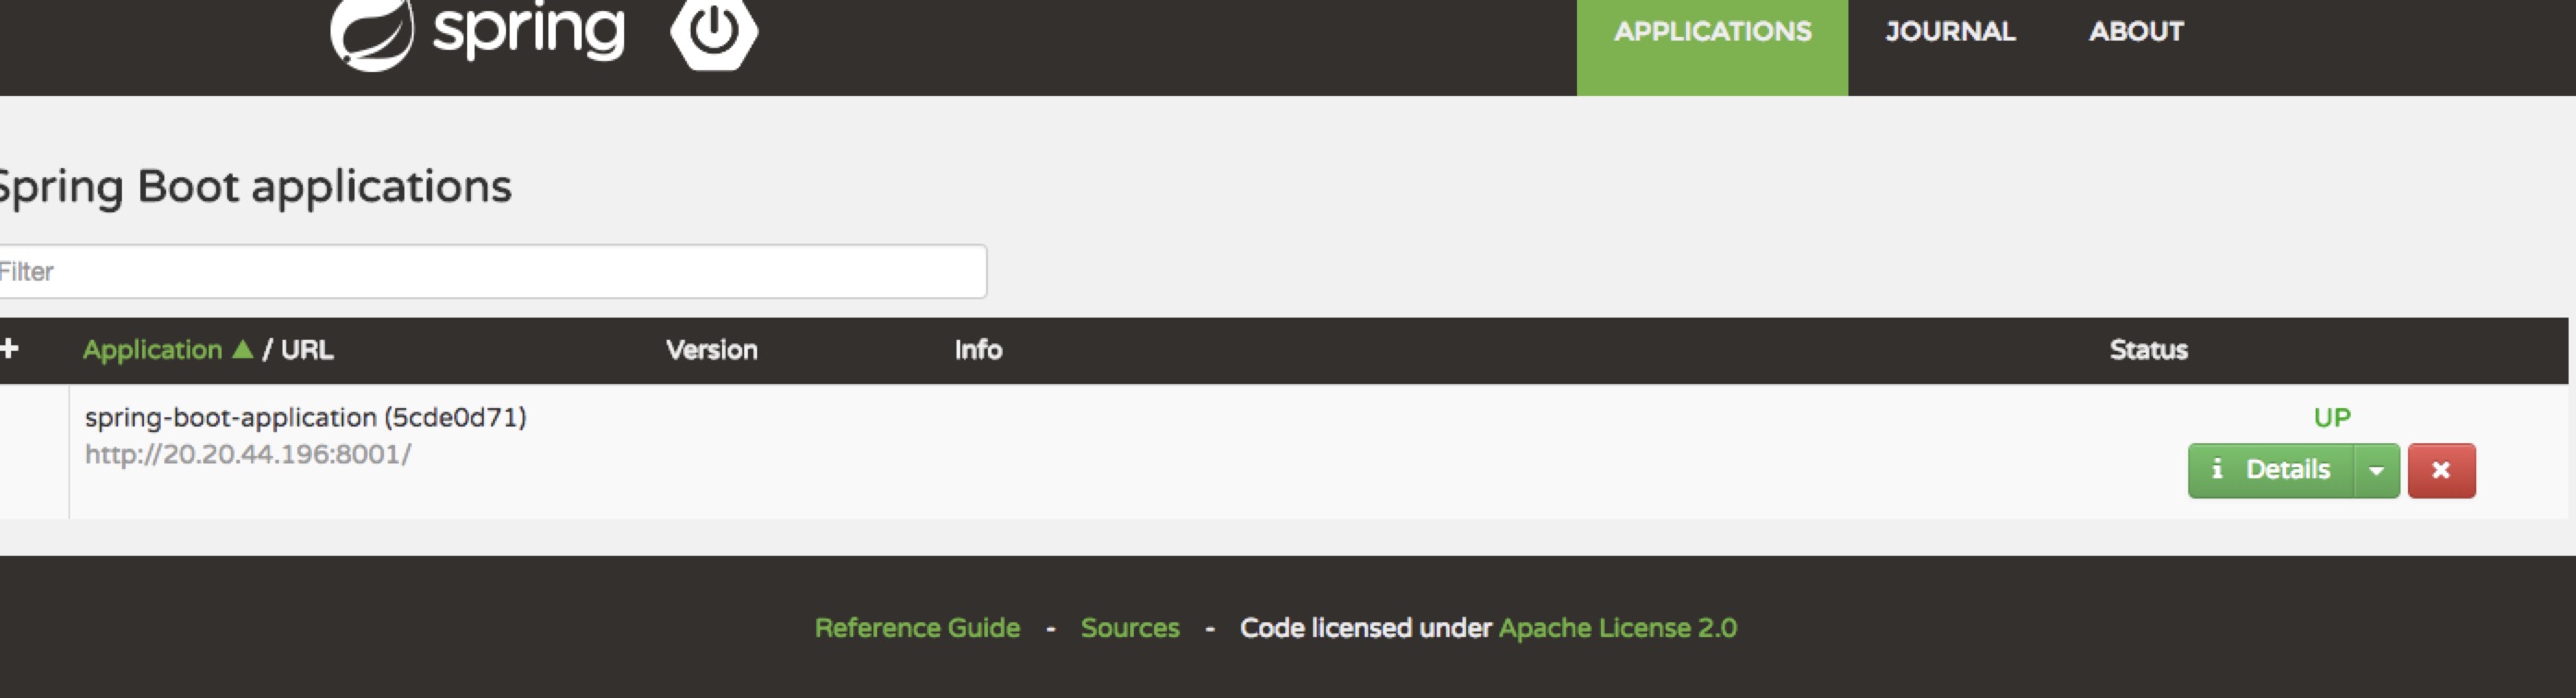 spring
APPLICATIONS JOURNAL ABOUT
Spring Boot applications
Filter
+ Application ▲ / URL Version Info Status
spring-boot-application (5cde0d71)
http://20.20.44.196:8001/
UP
i Details
Reference Guide - Sources - Code licensed under Apache License 2.0